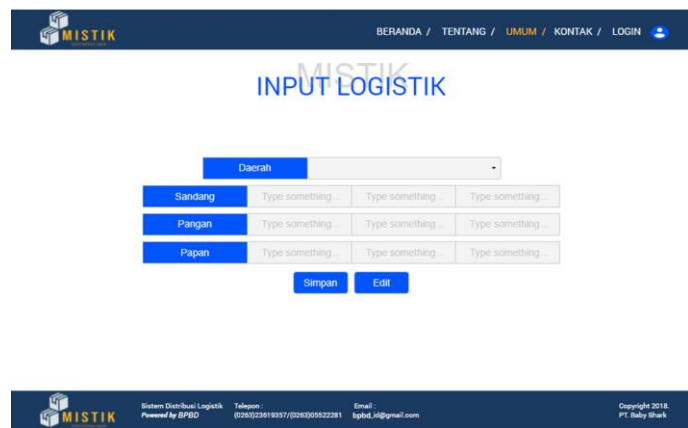 MISTIK
BERANDA / TENTANG / UMUM / KONTAK / LOGIN
MISTIK
INPUT LOGISTIK
Daerah
Sandang Type something... Type something... Type something...
Pangan Type something... Type something... Type something...
Papan Type something... Type something... Type something...
Simpan Edit
MISTIK
Sistem Distribusi Logistik Telepon : Email : Copyright 2018.
Powered by BPBD (0263)23619357/(0263)05522281 bpbd_id@gmail.com PT. Baby Shark